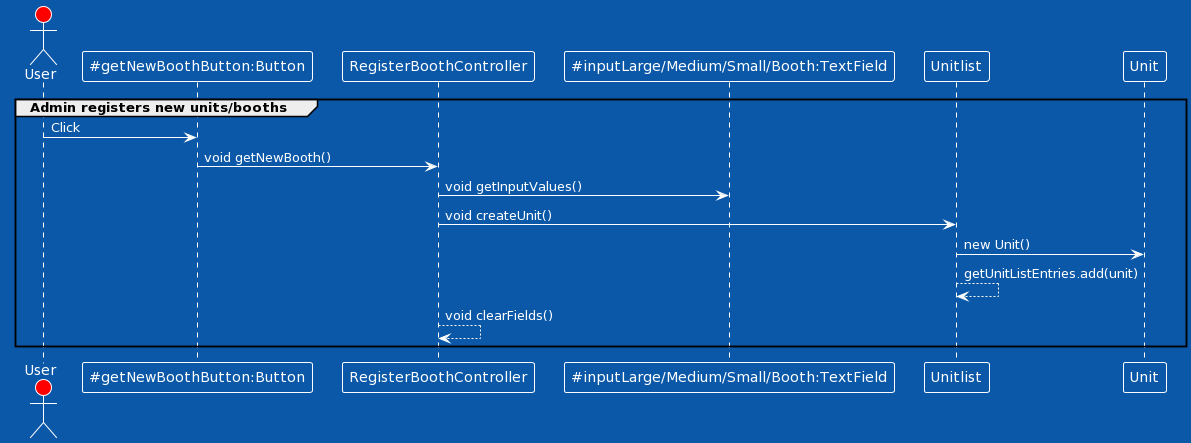 User
#getNewBoothButton:Button
RegisterBoothController
#inputLarge/Medium/Small/Booth:TextField
Unitlist
Unit
Admin registers new units/booths
Click
void getNewBooth()
void getInputValues()
void createUnit()
new Unit()
getUnitListEntries.add(unit)
void clearFields()
User
#getNewBoothButton:Button
RegisterBoothController
#inputLarge/Medium/Small/Booth:TextField
Unitlist
Unit